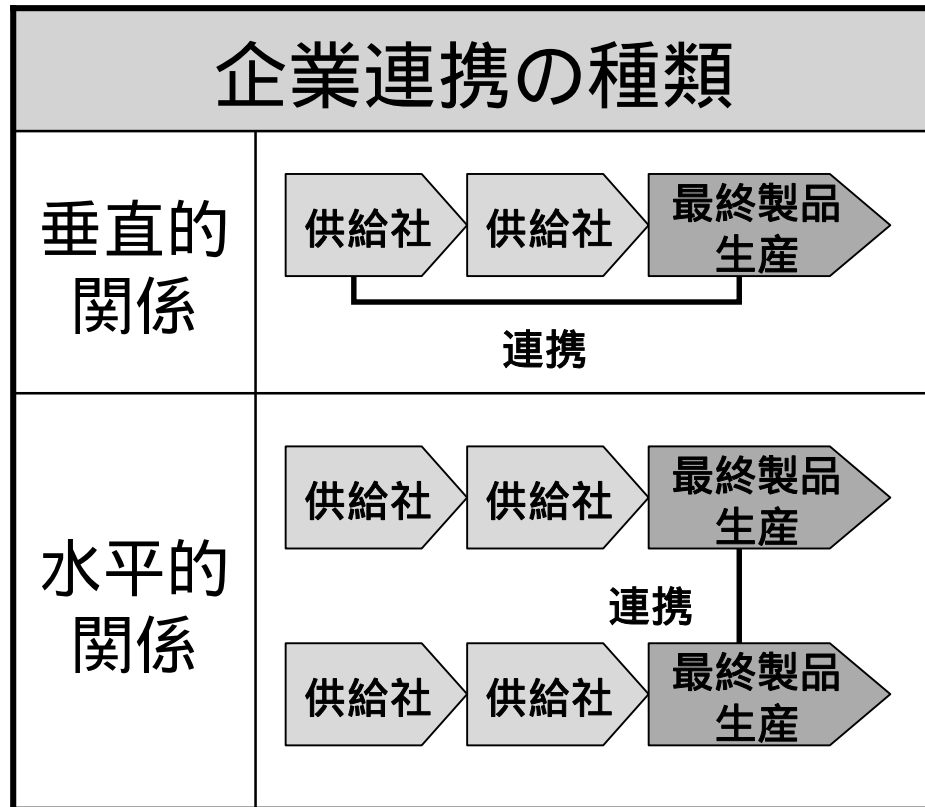 企業連携の種類
垂直的
関係
供給社
供給社
最終製品
生産
連携
水平的
関係
供給社
供給社
最終製品
生産
連携
供給社
供給社
最終製品
生産